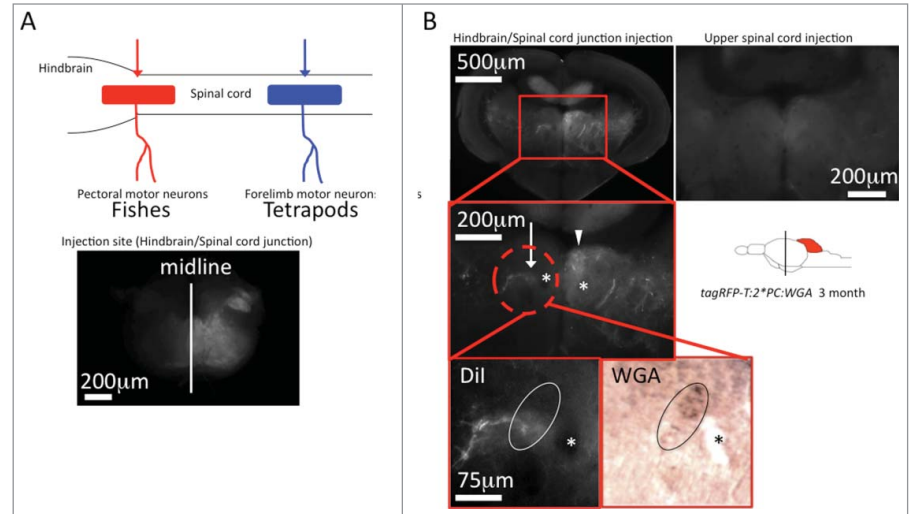 A
Hindbrain
Spinal cord
Pectoral motor neurons
Fishes
Forelimb motor neuron:
s
Tetrapods
Injection site (Hindbrain/Spinal cord junction)
midline
200µm
B
Hindbrain/Spinal cord junction injection
500µm
Upper spinal cord injection
200µm
200µm
*
*
tagRFP-T:2*PC:WGA 3 month
DiI
*
75µm
WGA
*